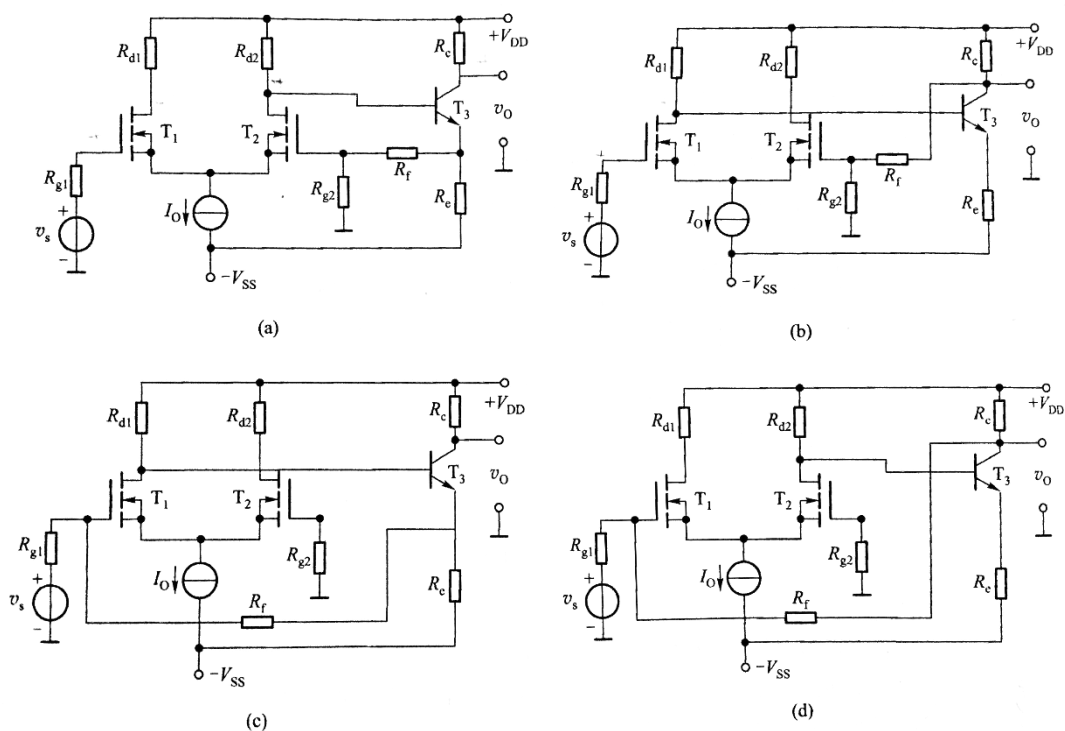 R_d1
R_d2
R_c
+V_DD
T_1
T_2
T_3
v_O
R_g1
R_f
R_g2
R_e
+
v_s
−
I_O
−V_SS
(a)
R_d1
R_d2
R_c
+V_DD
T_1
T_2
T_3
v_O
R_g1
R_f
R_g2
R_e
+
v_s
−
I_O
−V_SS
(b)
R_d1
R_d2
R_c
+V_DD
T_1
T_2
T_3
v_O
R_g1
R_g2
R_c
+
v_s
−
I_O
R_f
−V_SS
(c)
R_d1
R_d2
R_c
+V_DD
T_1
T_2
T_3
v_O
R_g1
R_g2
R_e
+
v_s
−
I_O
R_f
−V_SS
(d)